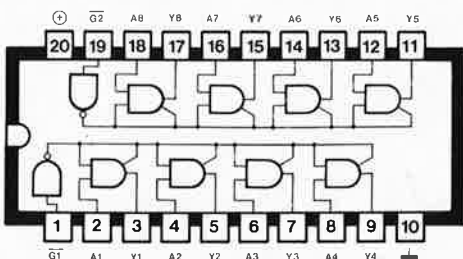 ⊕ G2 A8 Y8 A7 Y7 A6 Y6 A5 Y5
20 19 18 17 16 15 14 13 12 11
1 2 3 4 5 6 7 8 9 10
G1 A1 Y1 A2 Y2 A3 Y3 A4 Y4